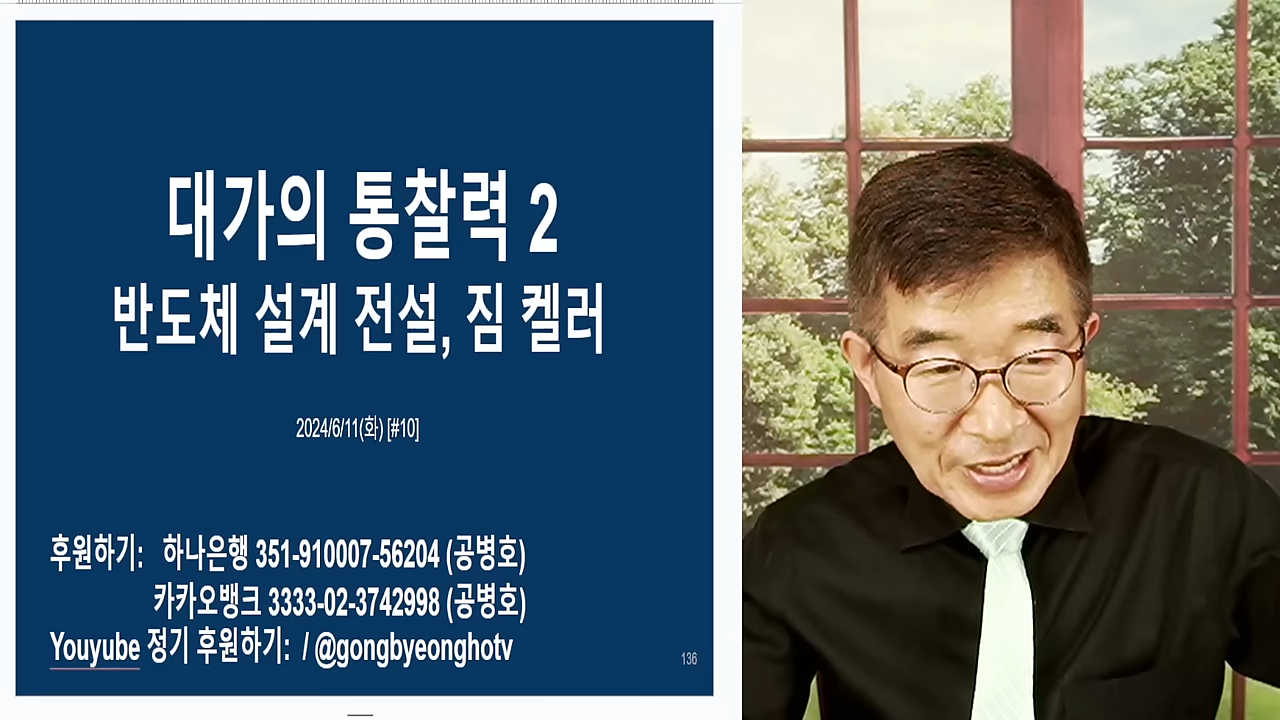 대가의 통찰력 2
반도체 설계 전설, 짐 켈러
2024/6/11(화) [#10]
후원하기: 하나은행 351-910007-56204 (공병호)
카카오뱅크 3333-02-3742998 (공병호)
Youyube 정기 후원하기: / @gongbyeonghotv
136